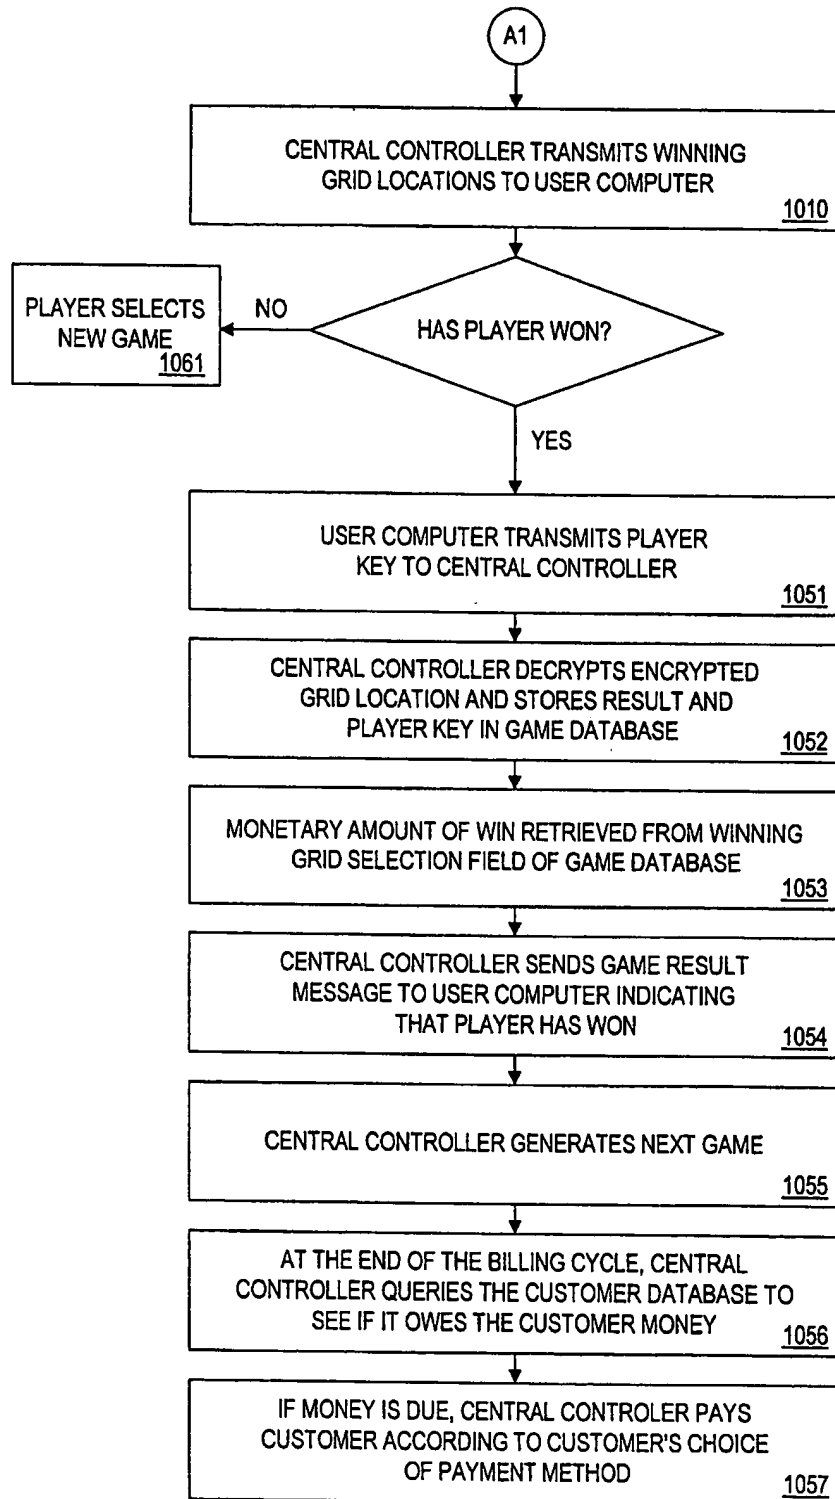 A1
CENTRAL CONTROLLER TRANSMITS WINNING
GRID LOCATIONS TO USER COMPUTER
1010
HAS PLAYER WON?
NO
PLAYER SELECTS
NEW GAME
1061
YES
USER COMPUTER TRANSMITS PLAYER
KEY TO CENTRAL CONTROLLER
1051
CENTRAL CONTROLLER DECRYPTS ENCRYPTED
GRID LOCATION AND STORES RESULT AND
PLAYER KEY IN GAME DATABASE
1052
MONETARY AMOUNT OF WIN RETRIEVED FROM WINNING
GRID SELECTION FIELD OF GAME DATABASE
1053
CENTRAL CONTROLLER SENDS GAME RESULT
MESSAGE TO USER COMPUTER INDICATING
THAT PLAYER HAS WON
1054
CENTRAL CONTROLLER GENERATES NEXT GAME
1055
AT THE END OF THE BILLING CYCLE, CENTRAL
CONTROLLER QUERIES THE CUSTOMER DATABASE TO
SEE IF IT OWES THE CUSTOMER MONEY
1056
IF MONEY IS DUE, CENTRAL CONTROLER PAYS
CUSTOMER ACCORDING TO CUSTOMER'S CHOICE
OF PAYMENT METHOD
1057